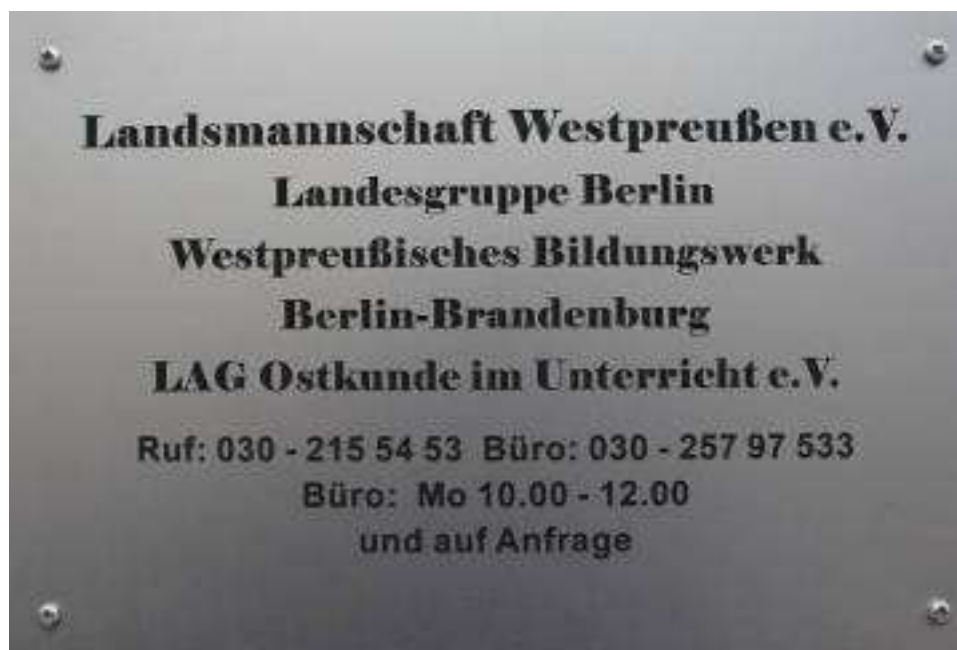 Landsmannschaft Westpreußen e.V.
Landesgruppe Berlin
Westpreußisches Bildungswerk
Berlin-Brandenburg
LAG Ostkunde im Unterricht e.V.
Ruf: 030 - 215 54 53 Büro: 030 - 257 97 533
Büro: Mo 10.00 - 12.00
und auf Anfrage